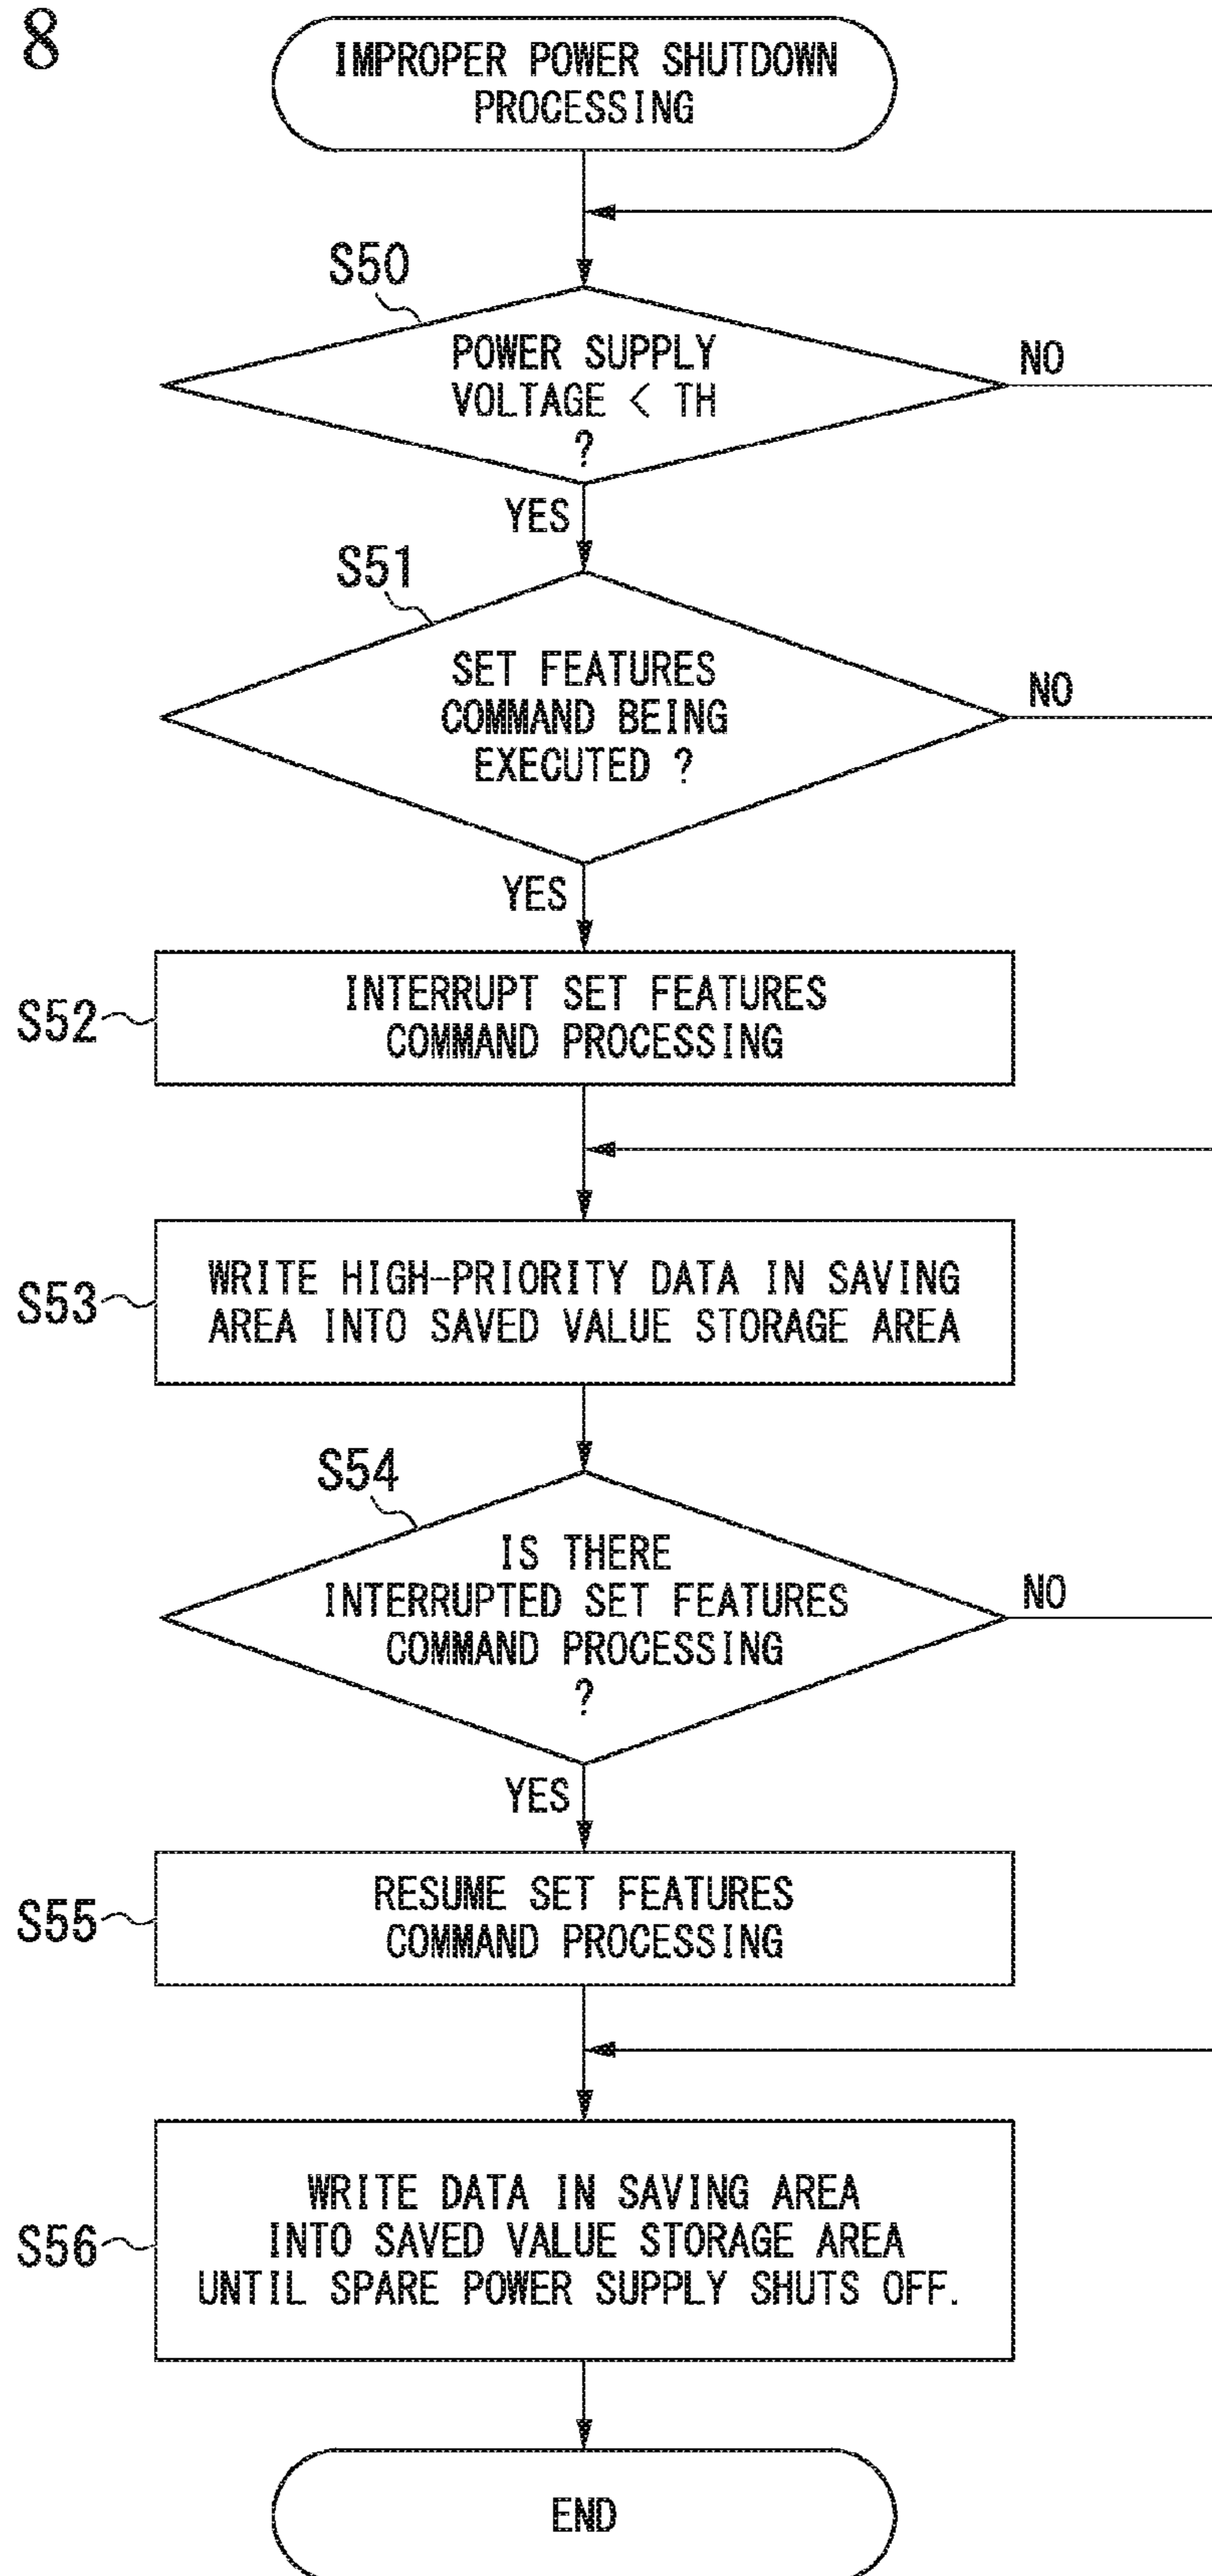 8
IMPROPER POWER SHUTDOWN
PROCESSING
S50
POWER SUPPLY
VOLTAGE < TH
?
NO
YES
S51
SET FEATURES
COMMAND BEING
EXECUTED ?
NO
YES
S52
INTERRUPT SET FEATURES
COMMAND PROCESSING
S53
WRITE HIGH-PRIORITY DATA IN SAVING
AREA INTO SAVED VALUE STORAGE AREA
S54
IS THERE
INTERRUPTED SET FEATURES
COMMAND PROCESSING
?
NO
YES
S55
RESUME SET FEATURES
COMMAND PROCESSING
S56
WRITE DATA IN SAVING AREA
INTO SAVED VALUE STORAGE AREA
UNTIL SPARE POWER SUPPLY SHUTS OFF.
END